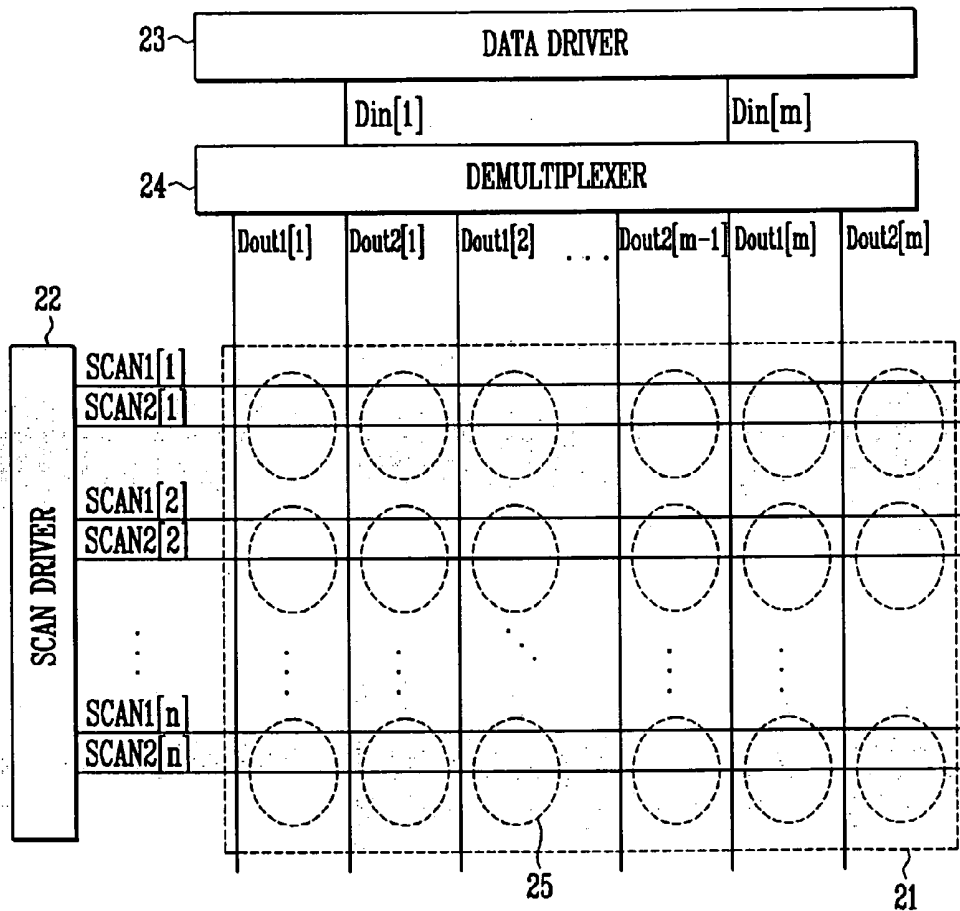 23
DATA DRIVER
Din[1]
Din[m]
24
DEMULTIPLEXER
Dout1[1]
Dout2[1]
Dout1[2]
...
Dout2[m-1]
Dout1[m]
Dout2[m]
22
SCAN DRIVER
SCAN1[1]
SCAN2[1]
SCAN1[2]
SCAN2[2]
SCAN1[n]
SCAN2[n]
25
21